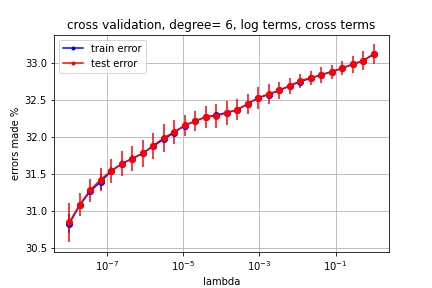 cross validation, degree= 6, log terms, cross terms
train error
test error
errors made %
33.0
32.5
32.0
31.5
31.0
30.5
10⁻⁷
10⁻⁵
10⁻³
10⁻¹
lambda